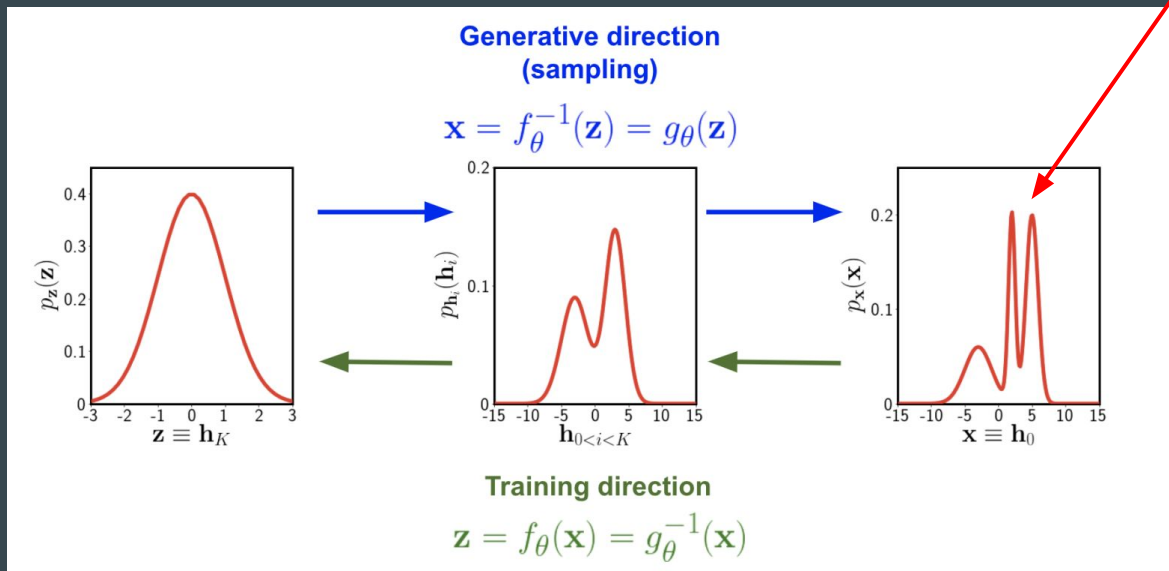 Generative direction
(sampling)
x = f_θ^{-1}(z) = g_θ(z)
p_z(z)
0.4
0.3
0.2
0.1
0
-3 -2 -1 0 1 2 3
z ≡ h_K
p_{h_i}(h_i)
0.2
0.1
0
-15 -10 -5 0 5 10 15
h_{0<i<K}
p_x(x)
0.2
0.1
0
-15 -10 -5 0 5 10 15
x ≡ h_0
Training direction
z = f_θ(x) = g_θ^{-1}(x)